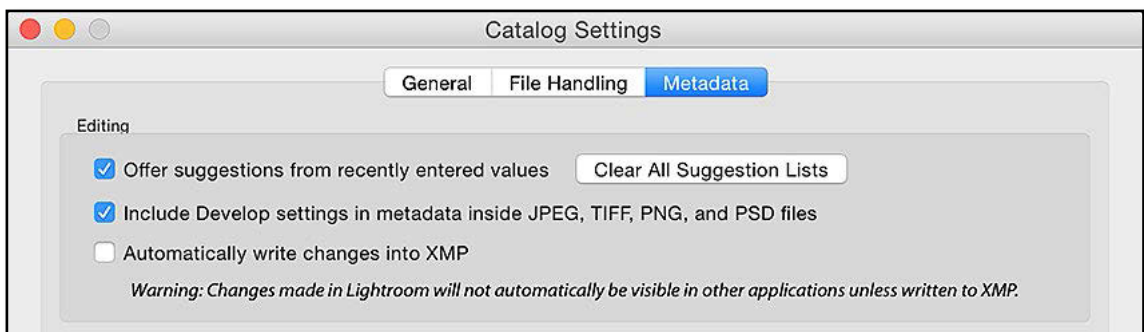 Catalog Settings
General File Handling Metadata
Editing
Offer suggestions from recently entered values Clear All Suggestion Lists
Include Develop settings in metadata inside JPEG, TIFF, PNG, and PSD files
Automatically write changes into XMP
Warning: Changes made in Lightroom will not automatically be visible in other applications unless written to XMP.